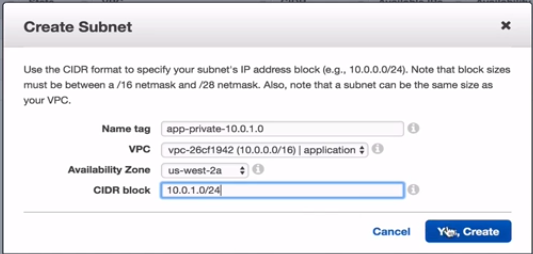 Create Subnet ✖
Use the CIDR format to specify your subnet's IP address block (e.g., 10.0.0.0/24). Note that block sizes
must be between a /16 netmask and /28 netmask. Also, note that a subnet can be the same size as
your VPC.
Name tag app-private-10.0.1.0
VPC vpc-26cf1942 (10.0.0.0/16) | application
Availability Zone us-west-2a
CIDR block 10.0.1.0/24
Cancel Yes, Create